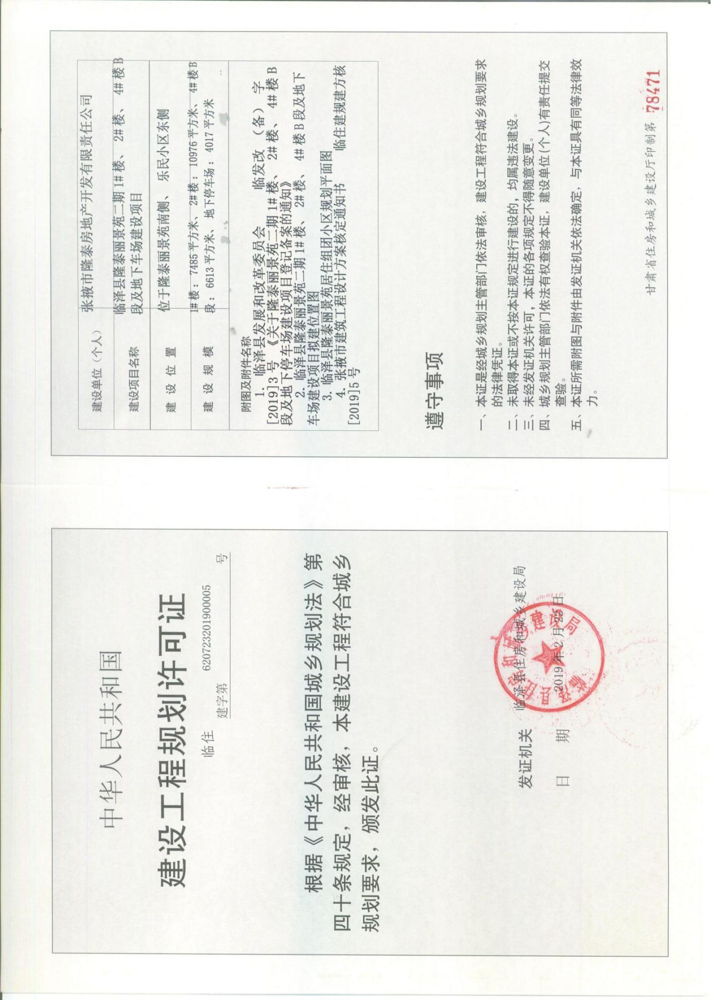 中华人民共和国
建设工程规划许可证
临住 620723201900005
建字第 号
根据《中华人民共和国城乡规划法》第
四十条规定，经审核，本建设工程符合城乡
规划要求，颁发此证。
发证机关 临泽县住房和城乡建设局
日 期 2019年2月22日
临泽县住房和城乡建设局
建设单位（个人） 张掖市隆泰房地产开发有限责任公司
建设项目名称 临泽县隆泰丽景苑二期1#楼、2#楼、4#楼B
段及地下车场建设项目
建设位置 位于隆泰丽景苑南侧、乐民小区东侧
建设规模 1#楼：7485平方米、2#楼：10976平方米、4#楼B
段：6613平方米、地下停车场：4017平方米
附图及附件名称
1. 临泽县发展和改革委员会 临发改（备）字
[2019]3号《关于隆泰丽景苑二期1#楼、2#楼、4#楼B
段及地下停车场建设项目登记备案的通知》
2. 临泽县隆泰丽景苑二期1#楼、2#楼、4#楼B段及地下
车场建设项目拟建位置图
3. 临泽县隆泰丽景苑居住组团小区规划平面图
4. 张掖市建筑工程设计方案核定通知书 临住建规建方核
[2019]5号
遵守事项
一、本证是经城乡规划主管部门依法审核，建设工程符合城乡规划要求
的法律凭证。
二、未取得本证或不按本证规定进行建设的，均属违法建设。
三、未经发证机关许可，本证的各项规定不得随意变更。
四、城乡规划主管部门依法有权查验本证，建设单位(个人)有责任提交
查验。
五、本证所需附图与附件由发证机关依法确定，与本证具有同等法律效
力。
甘肃省住房和城乡建设厅印制第 78471